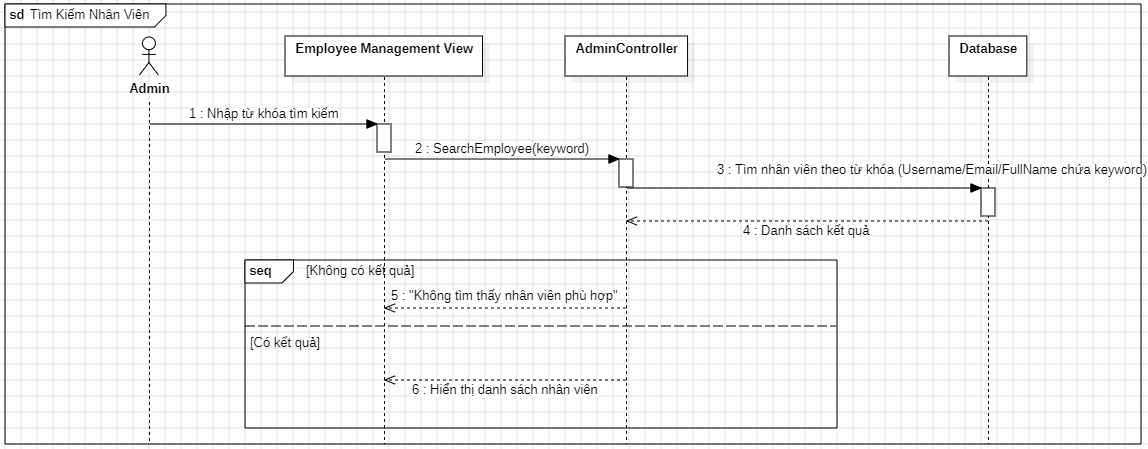 sd Tìm Kiếm Nhân Viên
Admin
Employee Management View
AdminController
Database
1 : Nhập từ khóa tìm kiếm
2 : SearchEmployee(keyword)
3 : Tìm nhân viên theo từ khóa (Username/Email/FullName chứa keyword)
4 : Danh sách kết quả
seq [Không có kết quả]
5 : "Không tìm thấy nhân viên phù hợp"
[Có kết quả]
6 : Hiển thị danh sách nhân viên